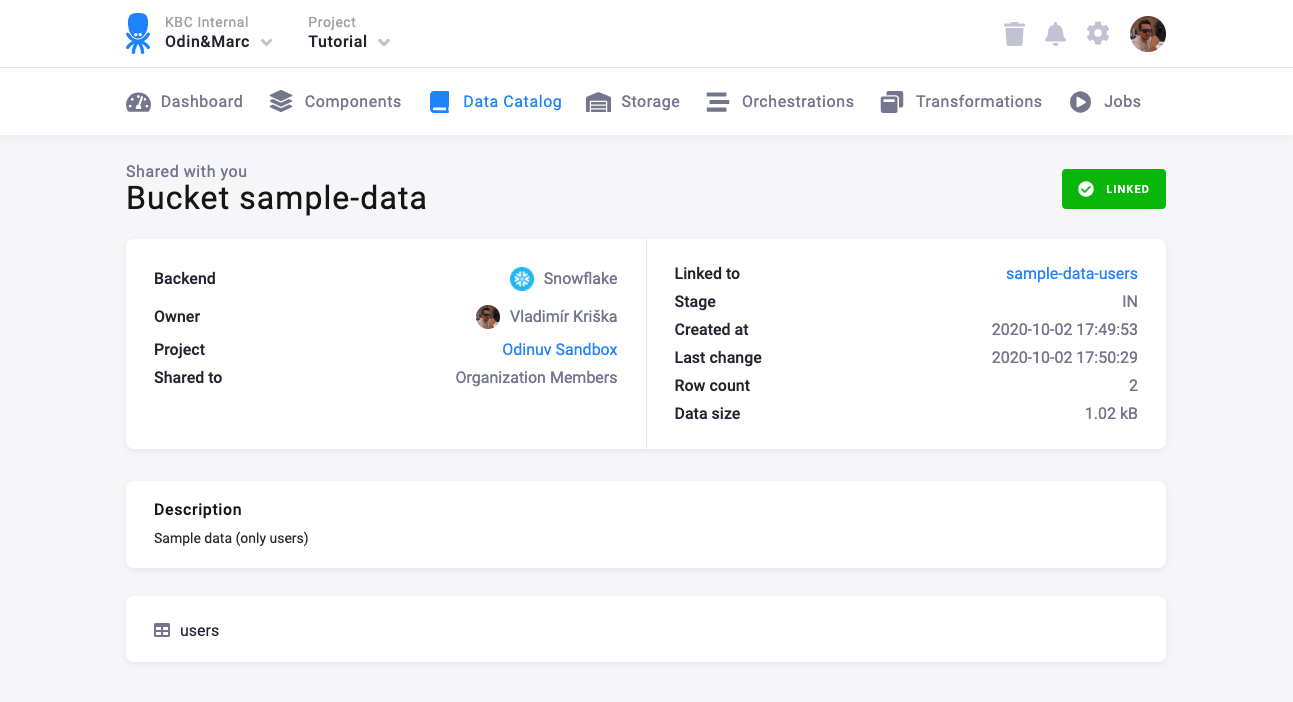 KBC Internal
Odin&Marc
Project
Tutorial
Dashboard
Components
Data Catalog
Storage
Orchestrations
Transformations
Jobs
Shared with you
Bucket sample-data
LINKED
Backend Snowflake
Owner Vladimír Kriška
Project Odinuv Sandbox
Shared to Organization Members
Linked to sample-data-users
Stage IN
Created at 2020-10-02 17:49:53
Last change 2020-10-02 17:50:29
Row count 2
Data size 1.02 kB
Description
Sample data (only users)
users